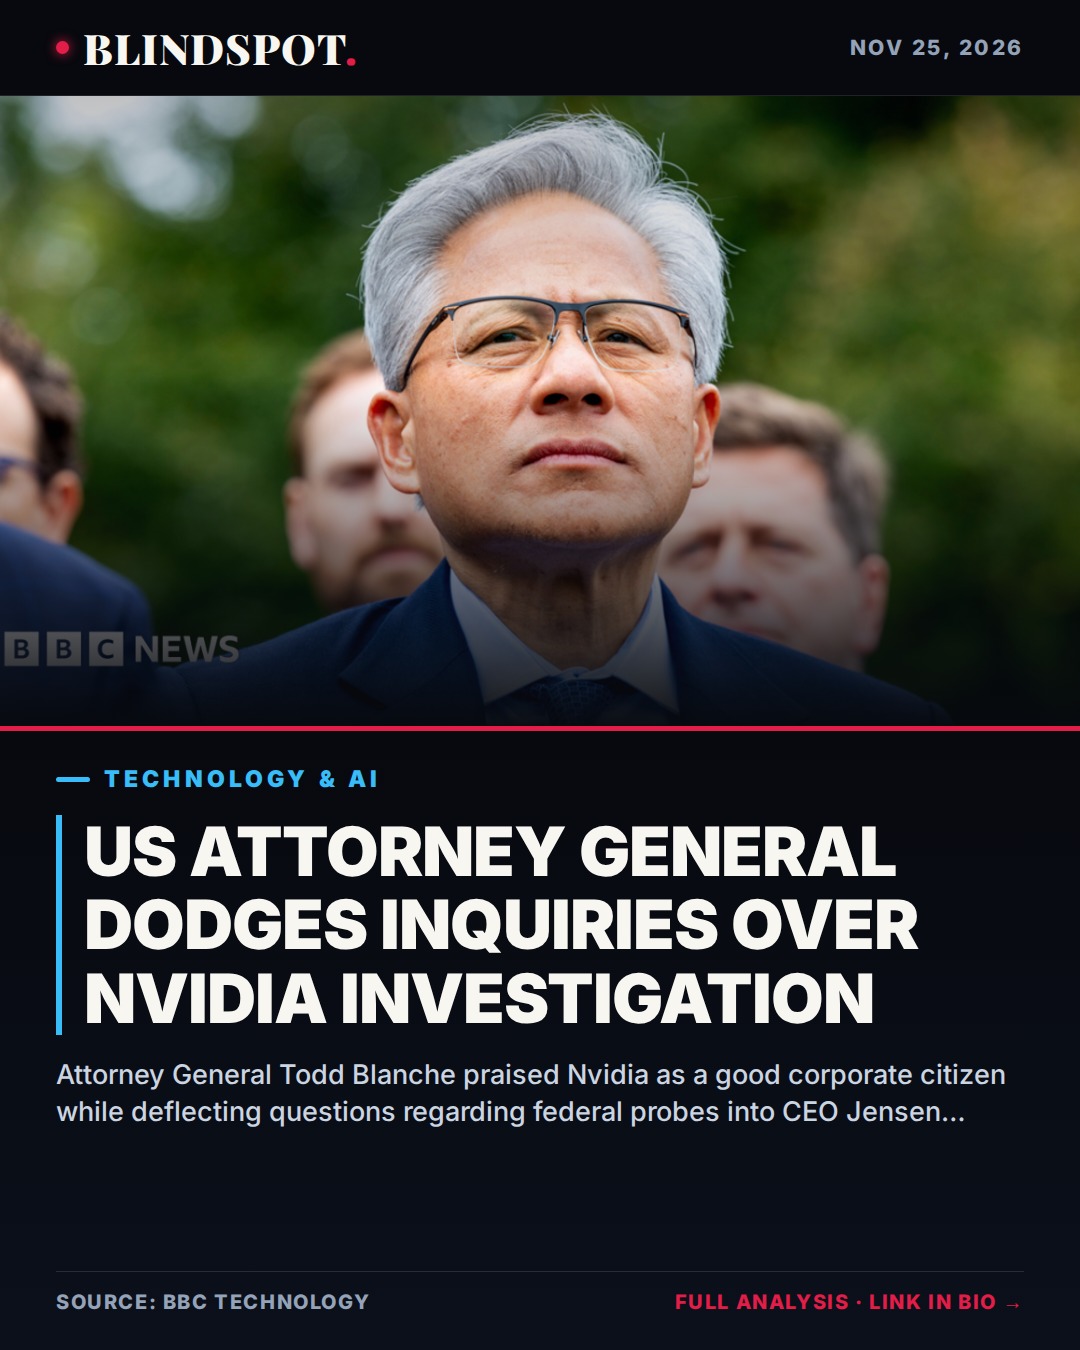 BLINDSPOT.
NOV 25, 2026
BBC NEWS
TECHNOLOGY & AI
US ATTORNEY GENERAL
DODGES INQUIRIES OVER
NVIDIA INVESTIGATION
Attorney General Todd Blanche praised Nvidia as a good corporate citizen
while deflecting questions regarding federal probes into CEO Jensen...
SOURCE: BBC TECHNOLOGY
FULL ANALYSIS · LINK IN BIO →